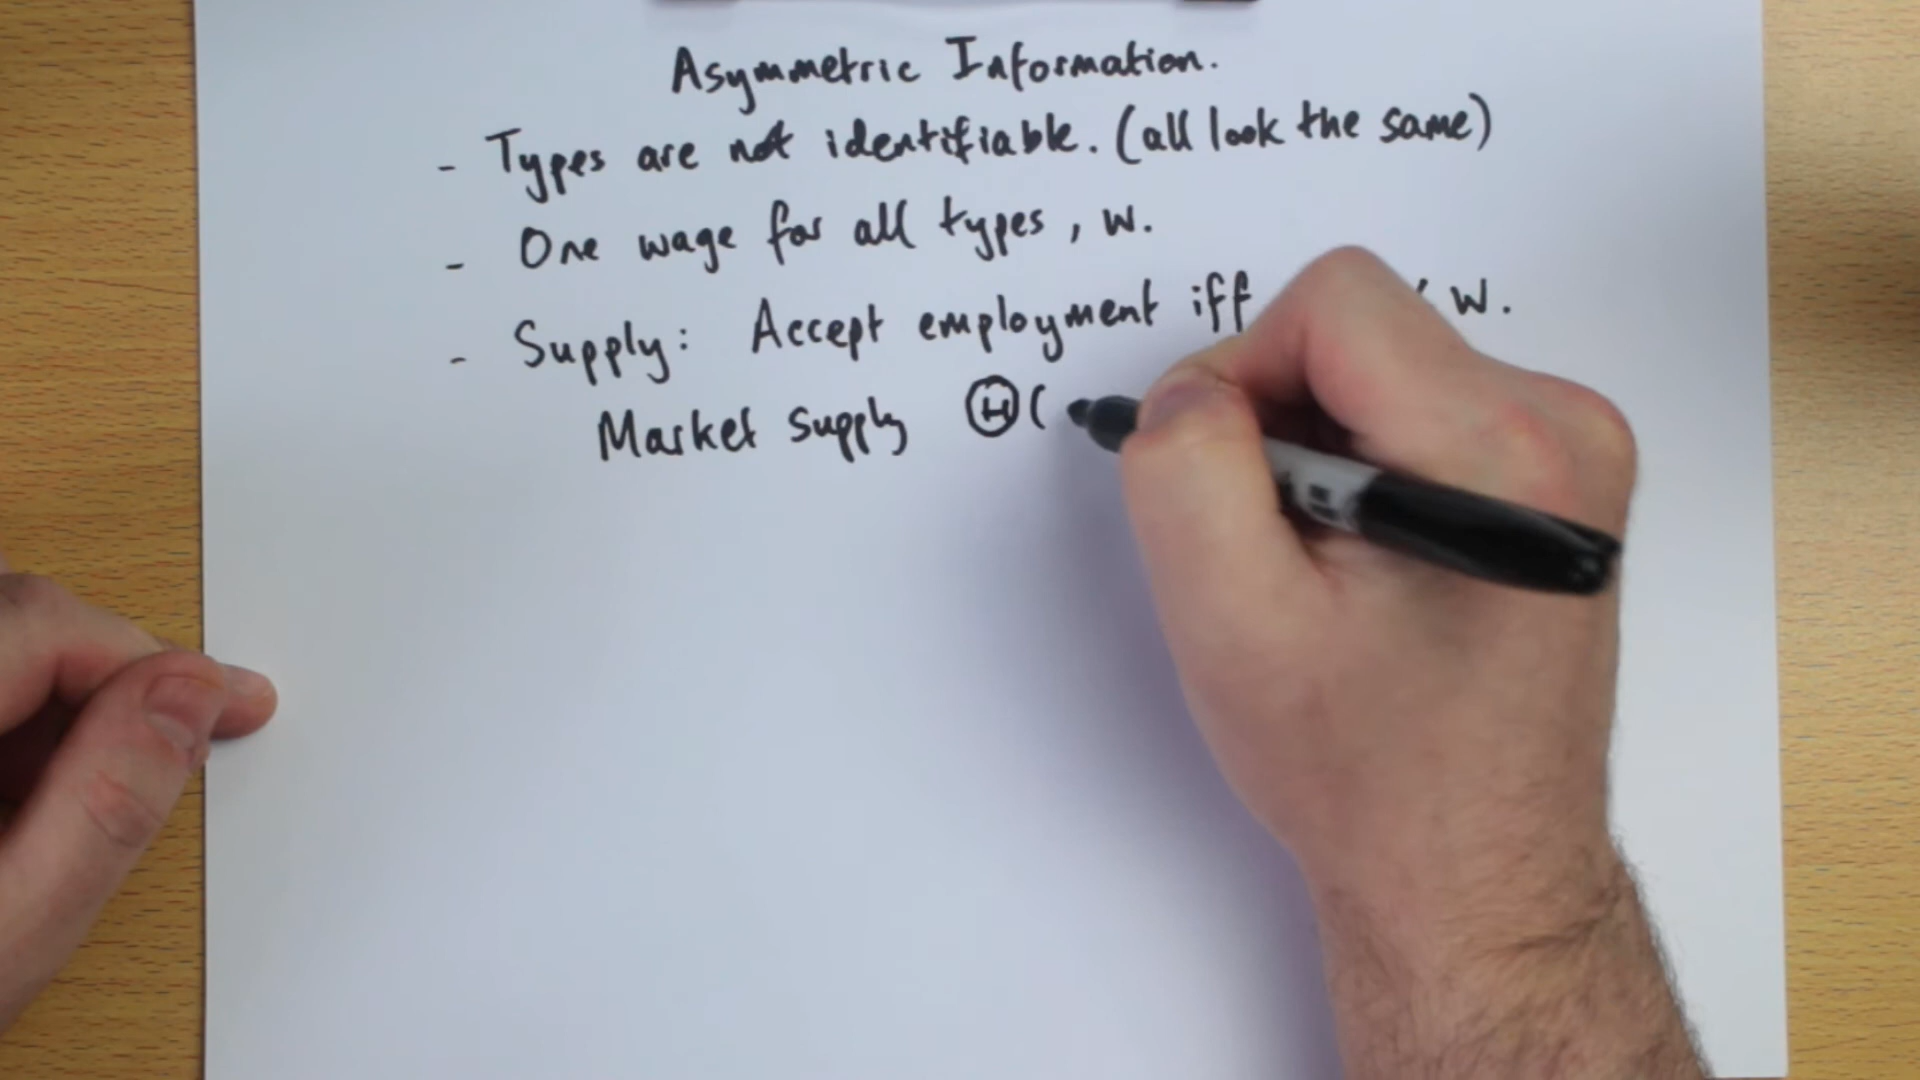 Asymmetric Information.
- Types are not identifiable. (all look the same)
- One wage for all types, w.
- Supply: Accept employment iff w.
Market supply Ⓗ(